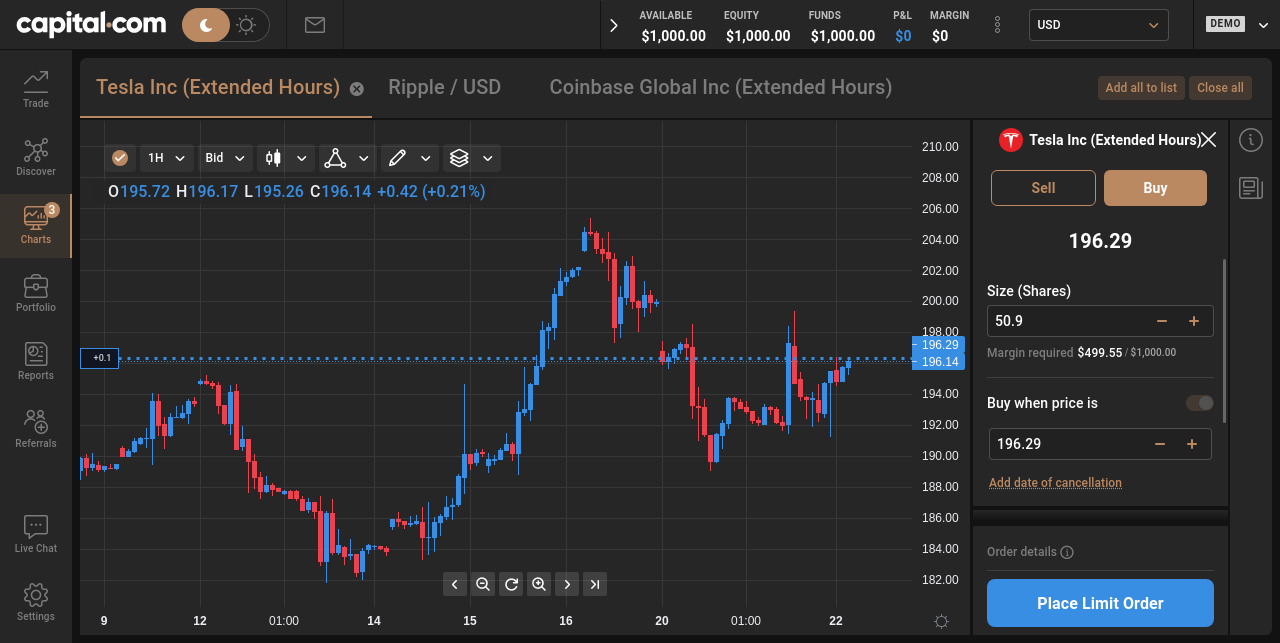 capital.com
AVAILABLE EQUITY FUNDS P&L MARGIN
$1,000.00 $1,000.00 $1,000.00 $0 $0
USD
DEMO
Trade
Discover
3
Charts
Portfolio
Reports
Referrals
Live Chat
Settings
Tesla Inc (Extended Hours) Ripple / USD Coinbase Global Inc (Extended Hours)
Add all to list Close all
1H Bid
O195.72 H196.17 L195.26 C196.14 +0.42 (+0.21%)
210.00
208.00
206.00
204.00
202.00
200.00
198.00
196.29
196.14
194.00
192.00
190.00
188.00
186.00
184.00
182.00
+0.1
9 12 01:00 14 15 16 20 01:00 22
Tesla Inc (Extended Hours)
Sell Buy
196.29
Size (Shares)
50.9
Margin required $499.55 / $1,000.00
Buy when price is
196.29
Add date of cancellation
Order details
Place Limit Order